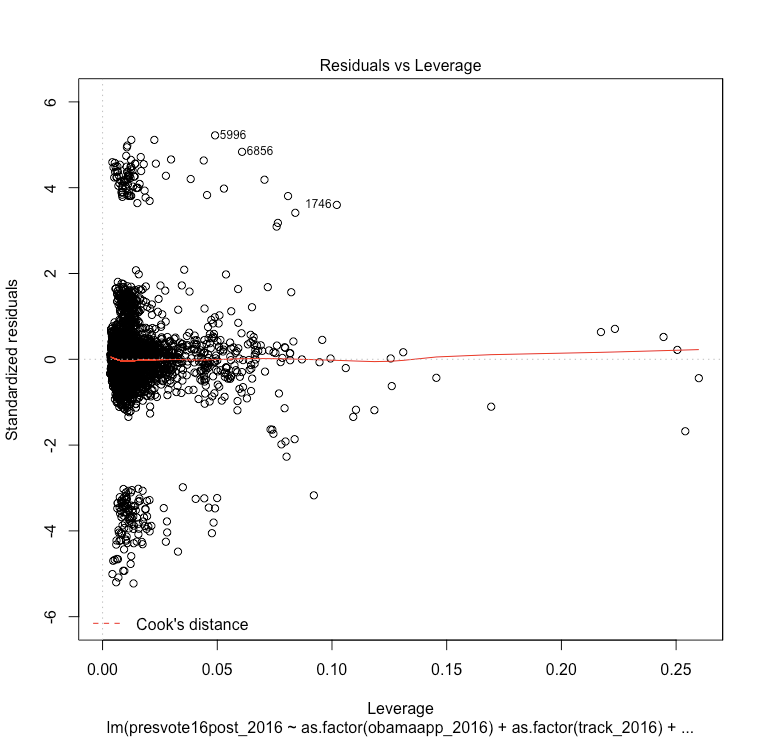 Residuals vs Leverage
Standardized residuals
6
4
2
0
-2
-4
-6
5996
6856
1746
Cook's distance
0.00 0.05 0.10 0.15 0.20 0.25
Leverage
lm(presvote16post_2016 ~ as.factor(obamaapp_2016) + as.factor(track_2016) + ...